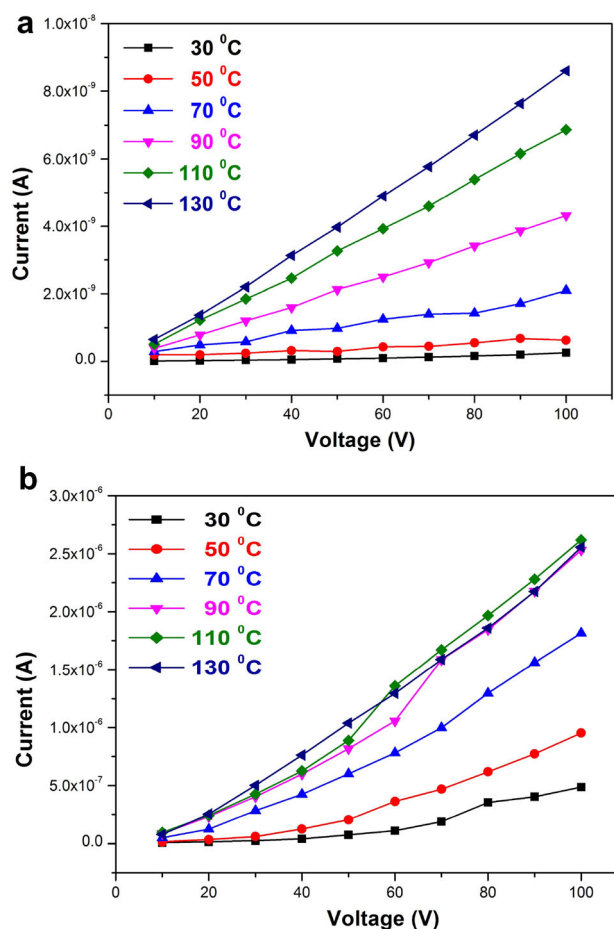 a
1.0x10⁻⁸
8.0x10⁻⁹
6.0x10⁻⁹
4.0x10⁻⁹
2.0x10⁻⁹
0.0
Current (A)
30 ⁰C
50 ⁰C
70 ⁰C
90 ⁰C
110 ⁰C
130 ⁰C
0 20 40 60 80 100
Voltage (V)
b
3.0x10⁻⁶
2.5x10⁻⁶
2.0x10⁻⁶
1.5x10⁻⁶
1.0x10⁻⁶
5.0x10⁻⁷
0.0
Current (A)
30 ⁰C
50 ⁰C
70 ⁰C
90 ⁰C
110 ⁰C
130 ⁰C
0 20 40 60 80 100
Voltage (V)